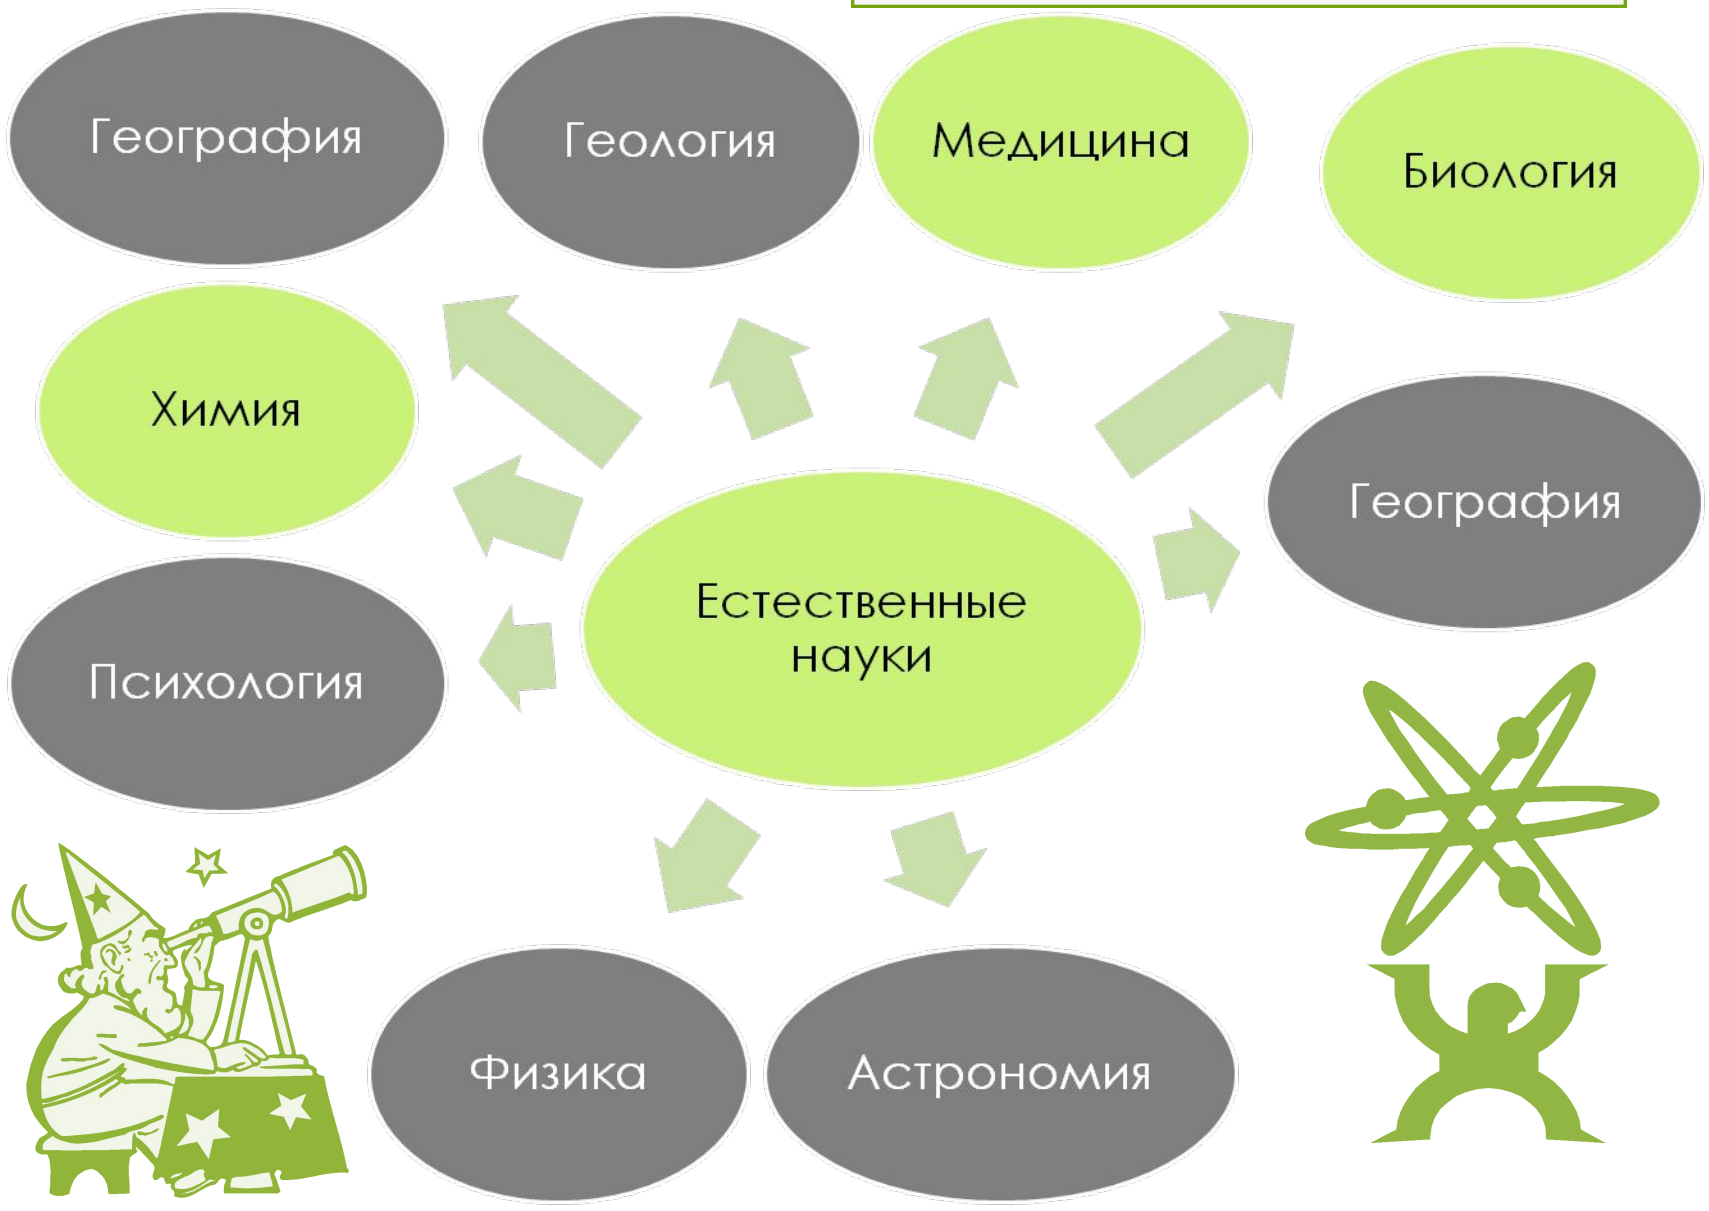 География
Геология
Медицина
Биология
Химия
География
Естественные
науки
Психология
Физика
Астрономия